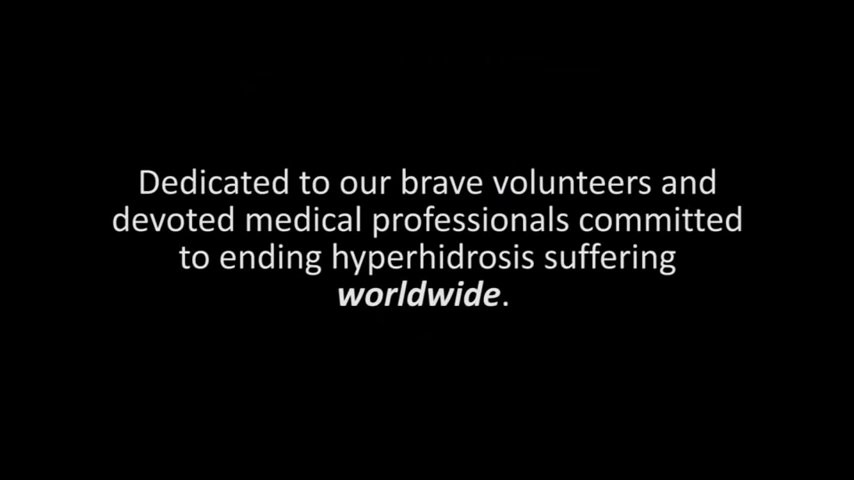 Dedicated to our brave volunteers and
devoted medical professionals committed
to ending hyperhidrosis suffering
worldwide.